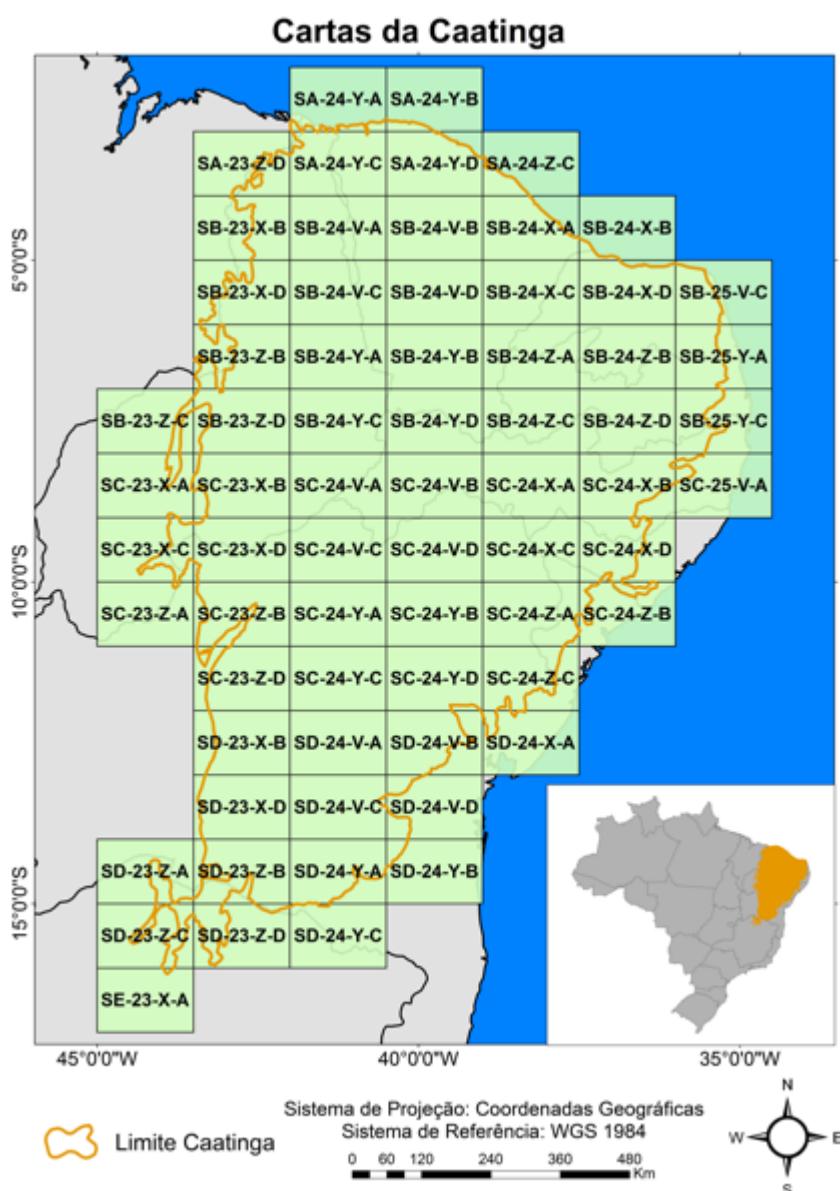 Cartas da Caatinga
SA-24-Y-A SA-24-Y-B
SA-23-Z-D SA-24-Y-C SA-24-Y-D SA-24-Z-C
SB-23-X-B SB-24-V-A SB-24-V-B SB-24-X-A SB-24-X-B
5°0'0"S
SB-23-X-D SB-24-V-C SB-24-V-D SB-24-X-C SB-24-X-D SB-25-V-C
SB-23-Z-B SB-24-Y-A SB-24-Y-B SB-24-Z-A SB-24-Z-B SB-25-Y-A
SB-23-Z-C SB-23-Z-D SB-24-Y-C SB-24-Y-D SB-24-Z-C SB-24-Z-D SB-25-Y-C
SC-23-X-A SC-23-X-B SC-24-V-A SC-24-V-B SC-24-X-A SC-24-X-B SC-25-V-A
SC-23-X-C SC-23-X-D SC-24-V-C SC-24-V-D SC-24-X-C SC-24-X-D
10°0'0"S
SC-23-Z-A SC-23-Z-B SC-24-Y-A SC-24-Y-B SC-24-Z-A SC-24-Z-B
SC-23-Z-D SC-24-Y-C SC-24-Y-D SC-24-Z-C
SD-23-X-B SD-24-V-A SD-24-V-B SD-24-X-A
SD-23-X-D SD-24-V-C SD-24-V-D
SD-23-Z-A SD-23-Z-B SD-24-Y-A SD-24-Y-B
15°0'0"S
SD-23-Z-C SD-23-Z-D SD-24-Y-C
SE-23-X-A
45°0'0"W 40°0'0"W 35°0'0"W
Limite Caatinga
Sistema de Projeção: Coordenadas Geográficas
Sistema de Referência: WGS 1984
0 60 120 240 360 480
Km
N
W E
S